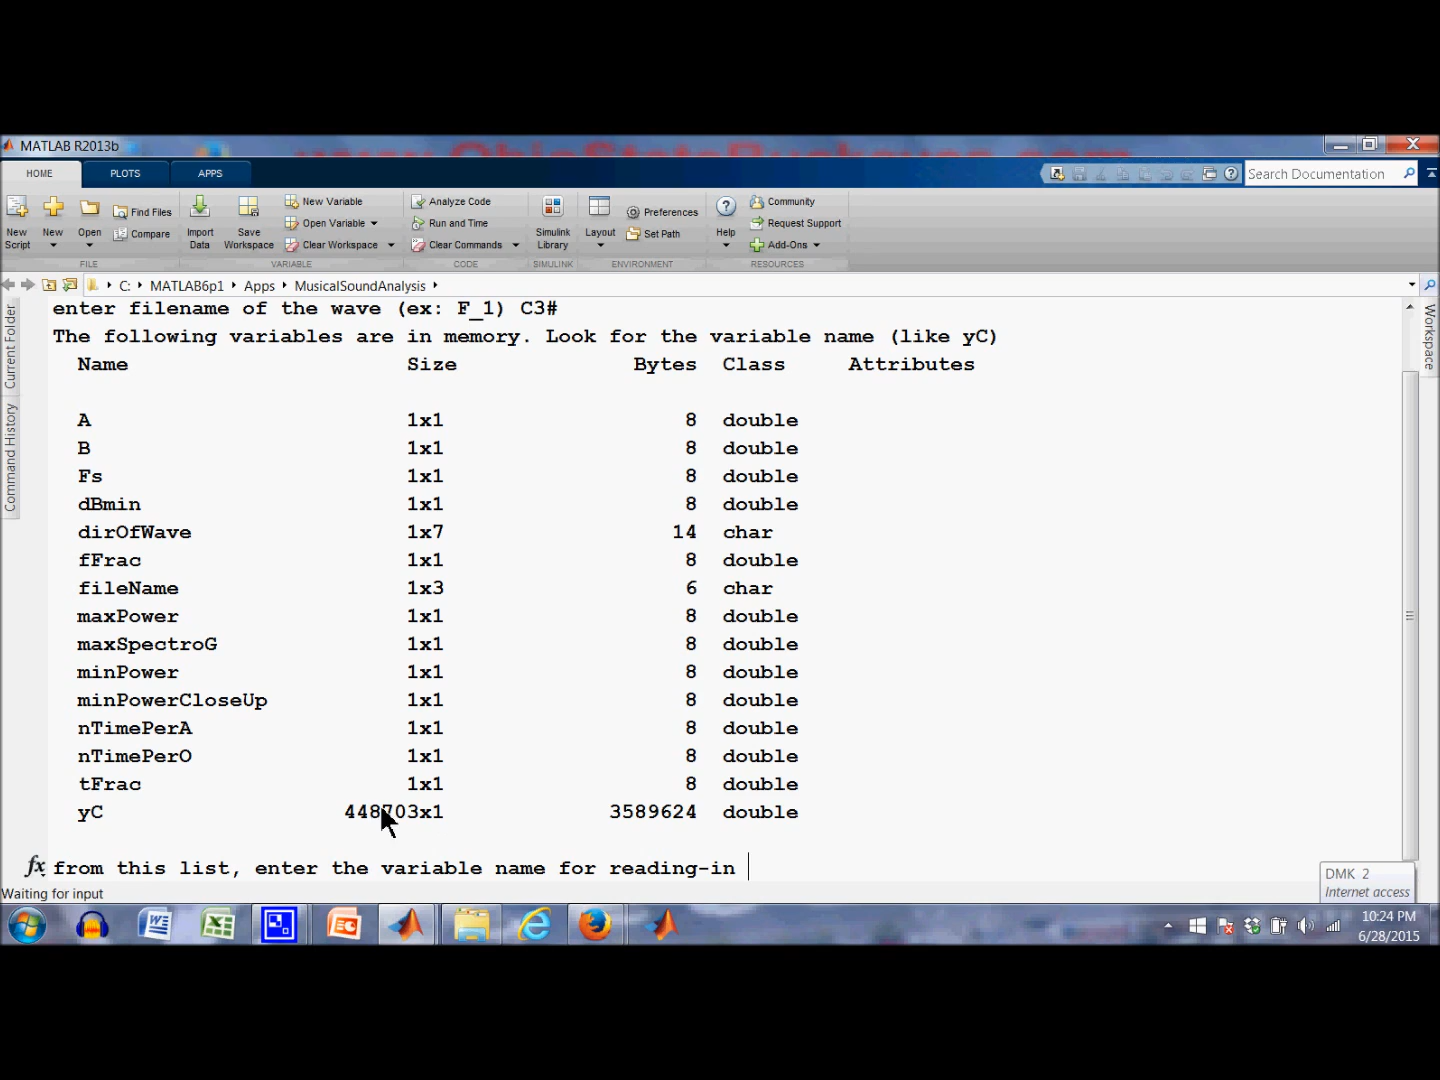 MATLAB R2013b
HOME PLOTS APPS
Search Documentation
New Script
New
Open
Find Files
Compare
Import Data
Save Workspace
New Variable
Open Variable
Clear Workspace
Analyze Code
Run and Time
Clear Commands
Simulink Library
Layout
Preferences
Set Path
Help
Community
Request Support
Add-Ons
FILE VARIABLE CODE SIMULINK ENVIRONMENT RESOURCES
C: MATLAB6p1 Apps MusicalSoundAnalysis
Current Folder
Command History
Workspace
enter filename of the wave (ex: F_1) C3#
The following variables are in memory. Look for the variable name (like yC)
Name Size Bytes Class Attributes
A 1x1 8 double
B 1x1 8 double
Fs 1x1 8 double
dBmin 1x1 8 double
dirOfWave 1x7 14 char
fFrac 1x1 8 double
fileName 1x3 6 char
maxPower 1x1 8 double
maxSpectroG 1x1 8 double
minPower 1x1 8 double
minPowerCloseUp 1x1 8 double
nTimePerA 1x1 8 double
nTimePerO 1x1 8 double
tFrac 1x1 8 double
yC 448703x1 3589624 double
fx from this list, enter the variable name for reading-in
Waiting for input
DMK 2
Internet access
10:24 PM
6/28/2015